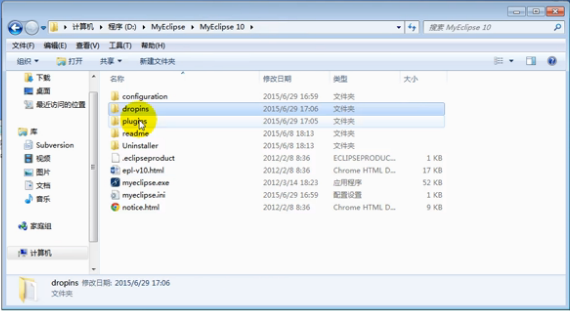 计算机 ▸ 程序 (D:) ▸ MyEclipse ▸ MyEclipse 10 ▸
搜索 MyEclipse 10
文件(F) 编辑(E) 查看(V) 工具(T) 帮助(H)
组织 打开 共享 新建文件夹
名称 修改日期 类型 大小
下载
桌面
最近访问的位置
库
Subversion
视频
图片
文档
音乐
家庭组
计算机
configuration 2015/6/29 16:59 文件夹
dropins 2015/6/29 17:06 文件夹
plugins 2015/6/29 17:05 文件夹
readme 2015/6/8 18:13 文件夹
Uninstaller 2015/6/8 18:13 文件夹
.eclipseproduct 2012/2/8 8:36 ECLIPSEPRODUC... 1 KB
epl-v10.html 2012/2/8 8:36 Chrome HTML D... 17 KB
myeclipse.exe 2012/3/14 18:23 应用程序 52 KB
myeclipse.ini 2015/6/29 16:59 配置设置 1 KB
notice.html 2012/2/8 8:36 Chrome HTML D... 9 KB
dropins 修改日期: 2015/6/29 17:06
文件夹